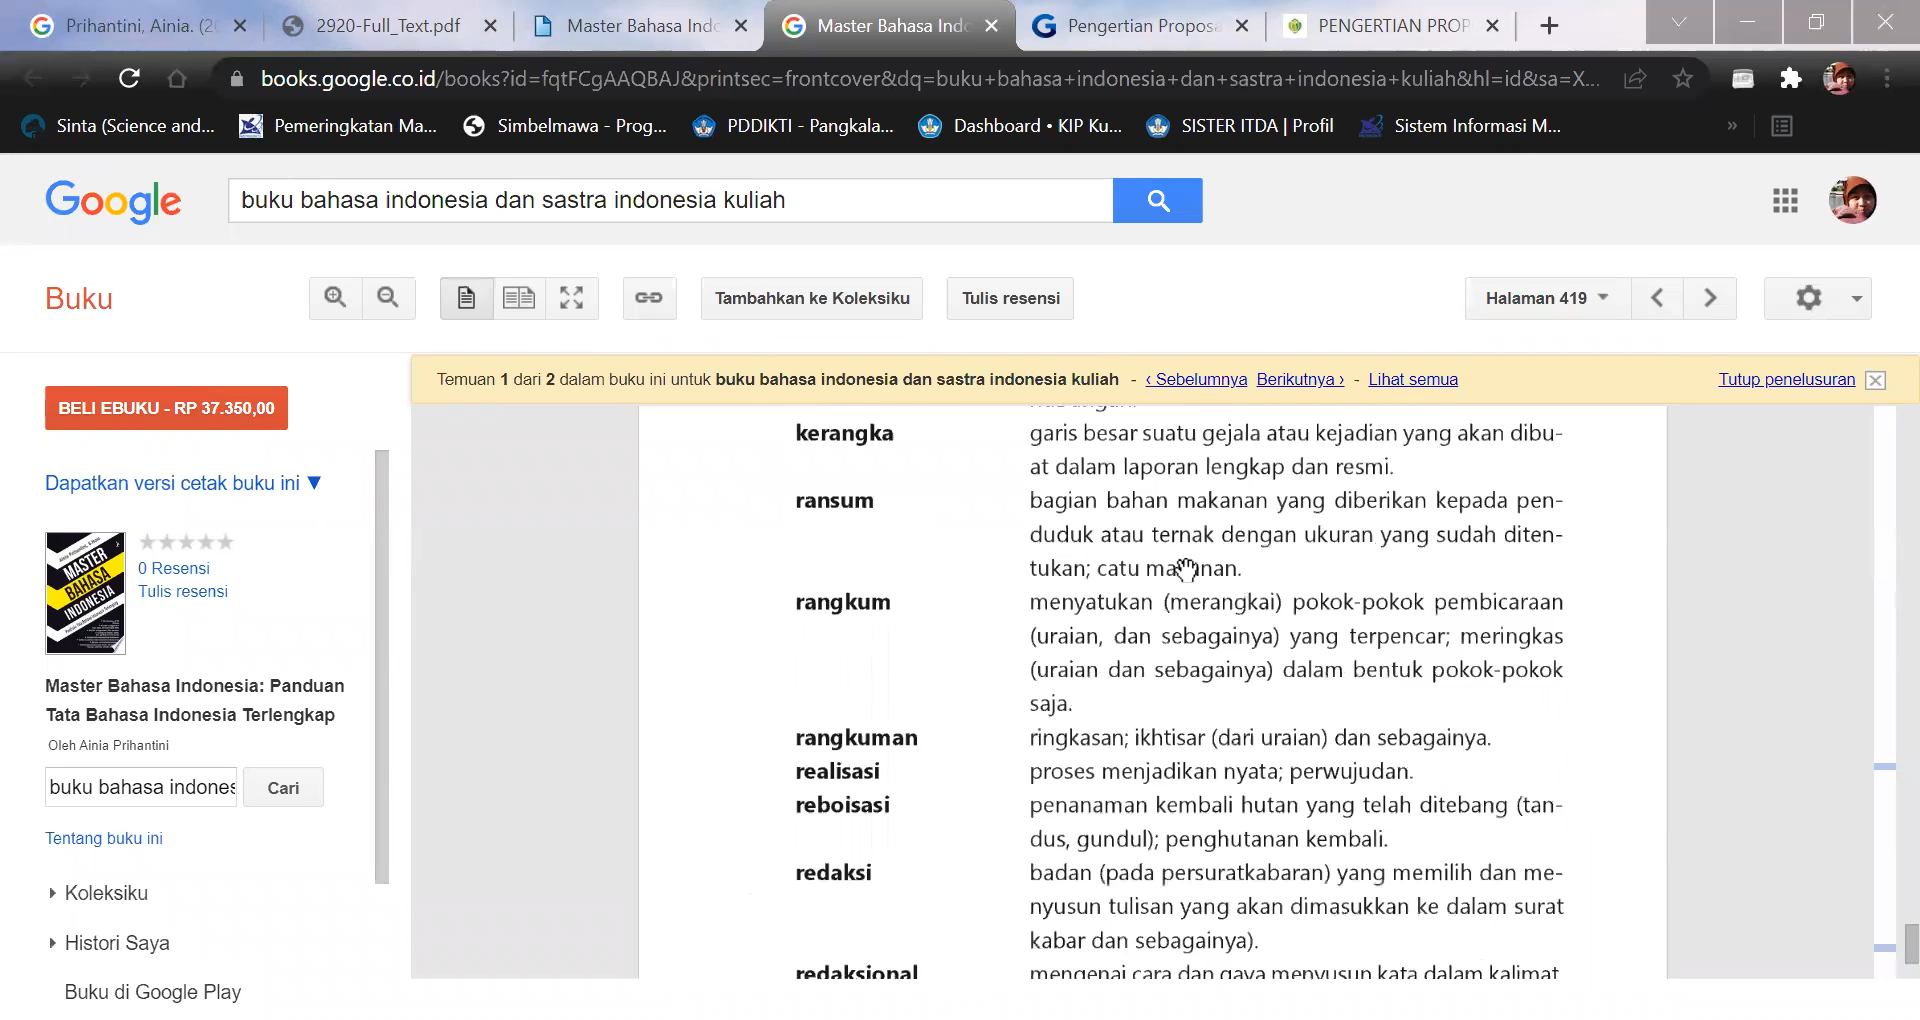 Prihantini, Ainia. (20
2920-Full_Text.pdf
Master Bahasa Indo
Master Bahasa Indo
Pengertian Proposa
PENGERTIAN PROP
books.google.co.id/books?id=fqtFCgAAQBAJ&printsec=frontcover&dq=buku+bahasa+indonesia+dan+sastra+indonesia+kuliah&hl=id&sa=X...
Sinta (Science and...
Pemeringkatan Ma...
Simbelmawa - Prog...
PDDIKTI - Pangkala...
Dashboard • KIP Ku...
SISTER ITDA | Profil
Sistem Informasi M...
»
Google
buku bahasa indonesia dan sastra indonesia kuliah
Buku
Tambahkan ke Koleksiku
Tulis resensi
Halaman 419
Temuan 1 dari 2 dalam buku ini untuk buku bahasa indonesia dan sastra indonesia kuliah - ‹ Sebelumnya Berikutnya › - Lihat semua
Tutup penelusuran
BELI EBUKU - RP 37.350,00
Dapatkan versi cetak buku ini ▼
MASTER
BAHASA
INDONESIA
0 Resensi
Tulis resensi
Master Bahasa Indonesia: Panduan
Tata Bahasa Indonesia Terlengkap
Oleh Ainia Prihantini
buku bahasa indones
Cari
Tentang buku ini
Koleksiku
Histori Saya
Buku di Google Play
kerangka garis besar suatu gejala atau kejadian yang akan dibu-
at dalam laporan lengkap dan resmi.
ransum bagian bahan makanan yang diberikan kepada pen-
duduk atau ternak dengan ukuran yang sudah diten-
tukan; catu makanan.
rangkum menyatukan (merangkai) pokok-pokok pembicaraan
(uraian, dan sebagainya) yang terpencar; meringkas
(uraian dan sebagainya) dalam bentuk pokok-pokok
saja.
rangkuman ringkasan; ikhtisar (dari uraian) dan sebagainya.
realisasi proses menjadikan nyata; perwujudan.
reboisasi penanaman kembali hutan yang telah ditebang (tan-
dus, gundul); penghutanan kembali.
redaksi badan (pada persuratkabaran) yang memilih dan me-
nyusun tulisan yang akan dimasukkan ke dalam surat
kabar dan sebagainya).
redaksional mengenai cara dan gaya menyusun kata dalam kalimat.